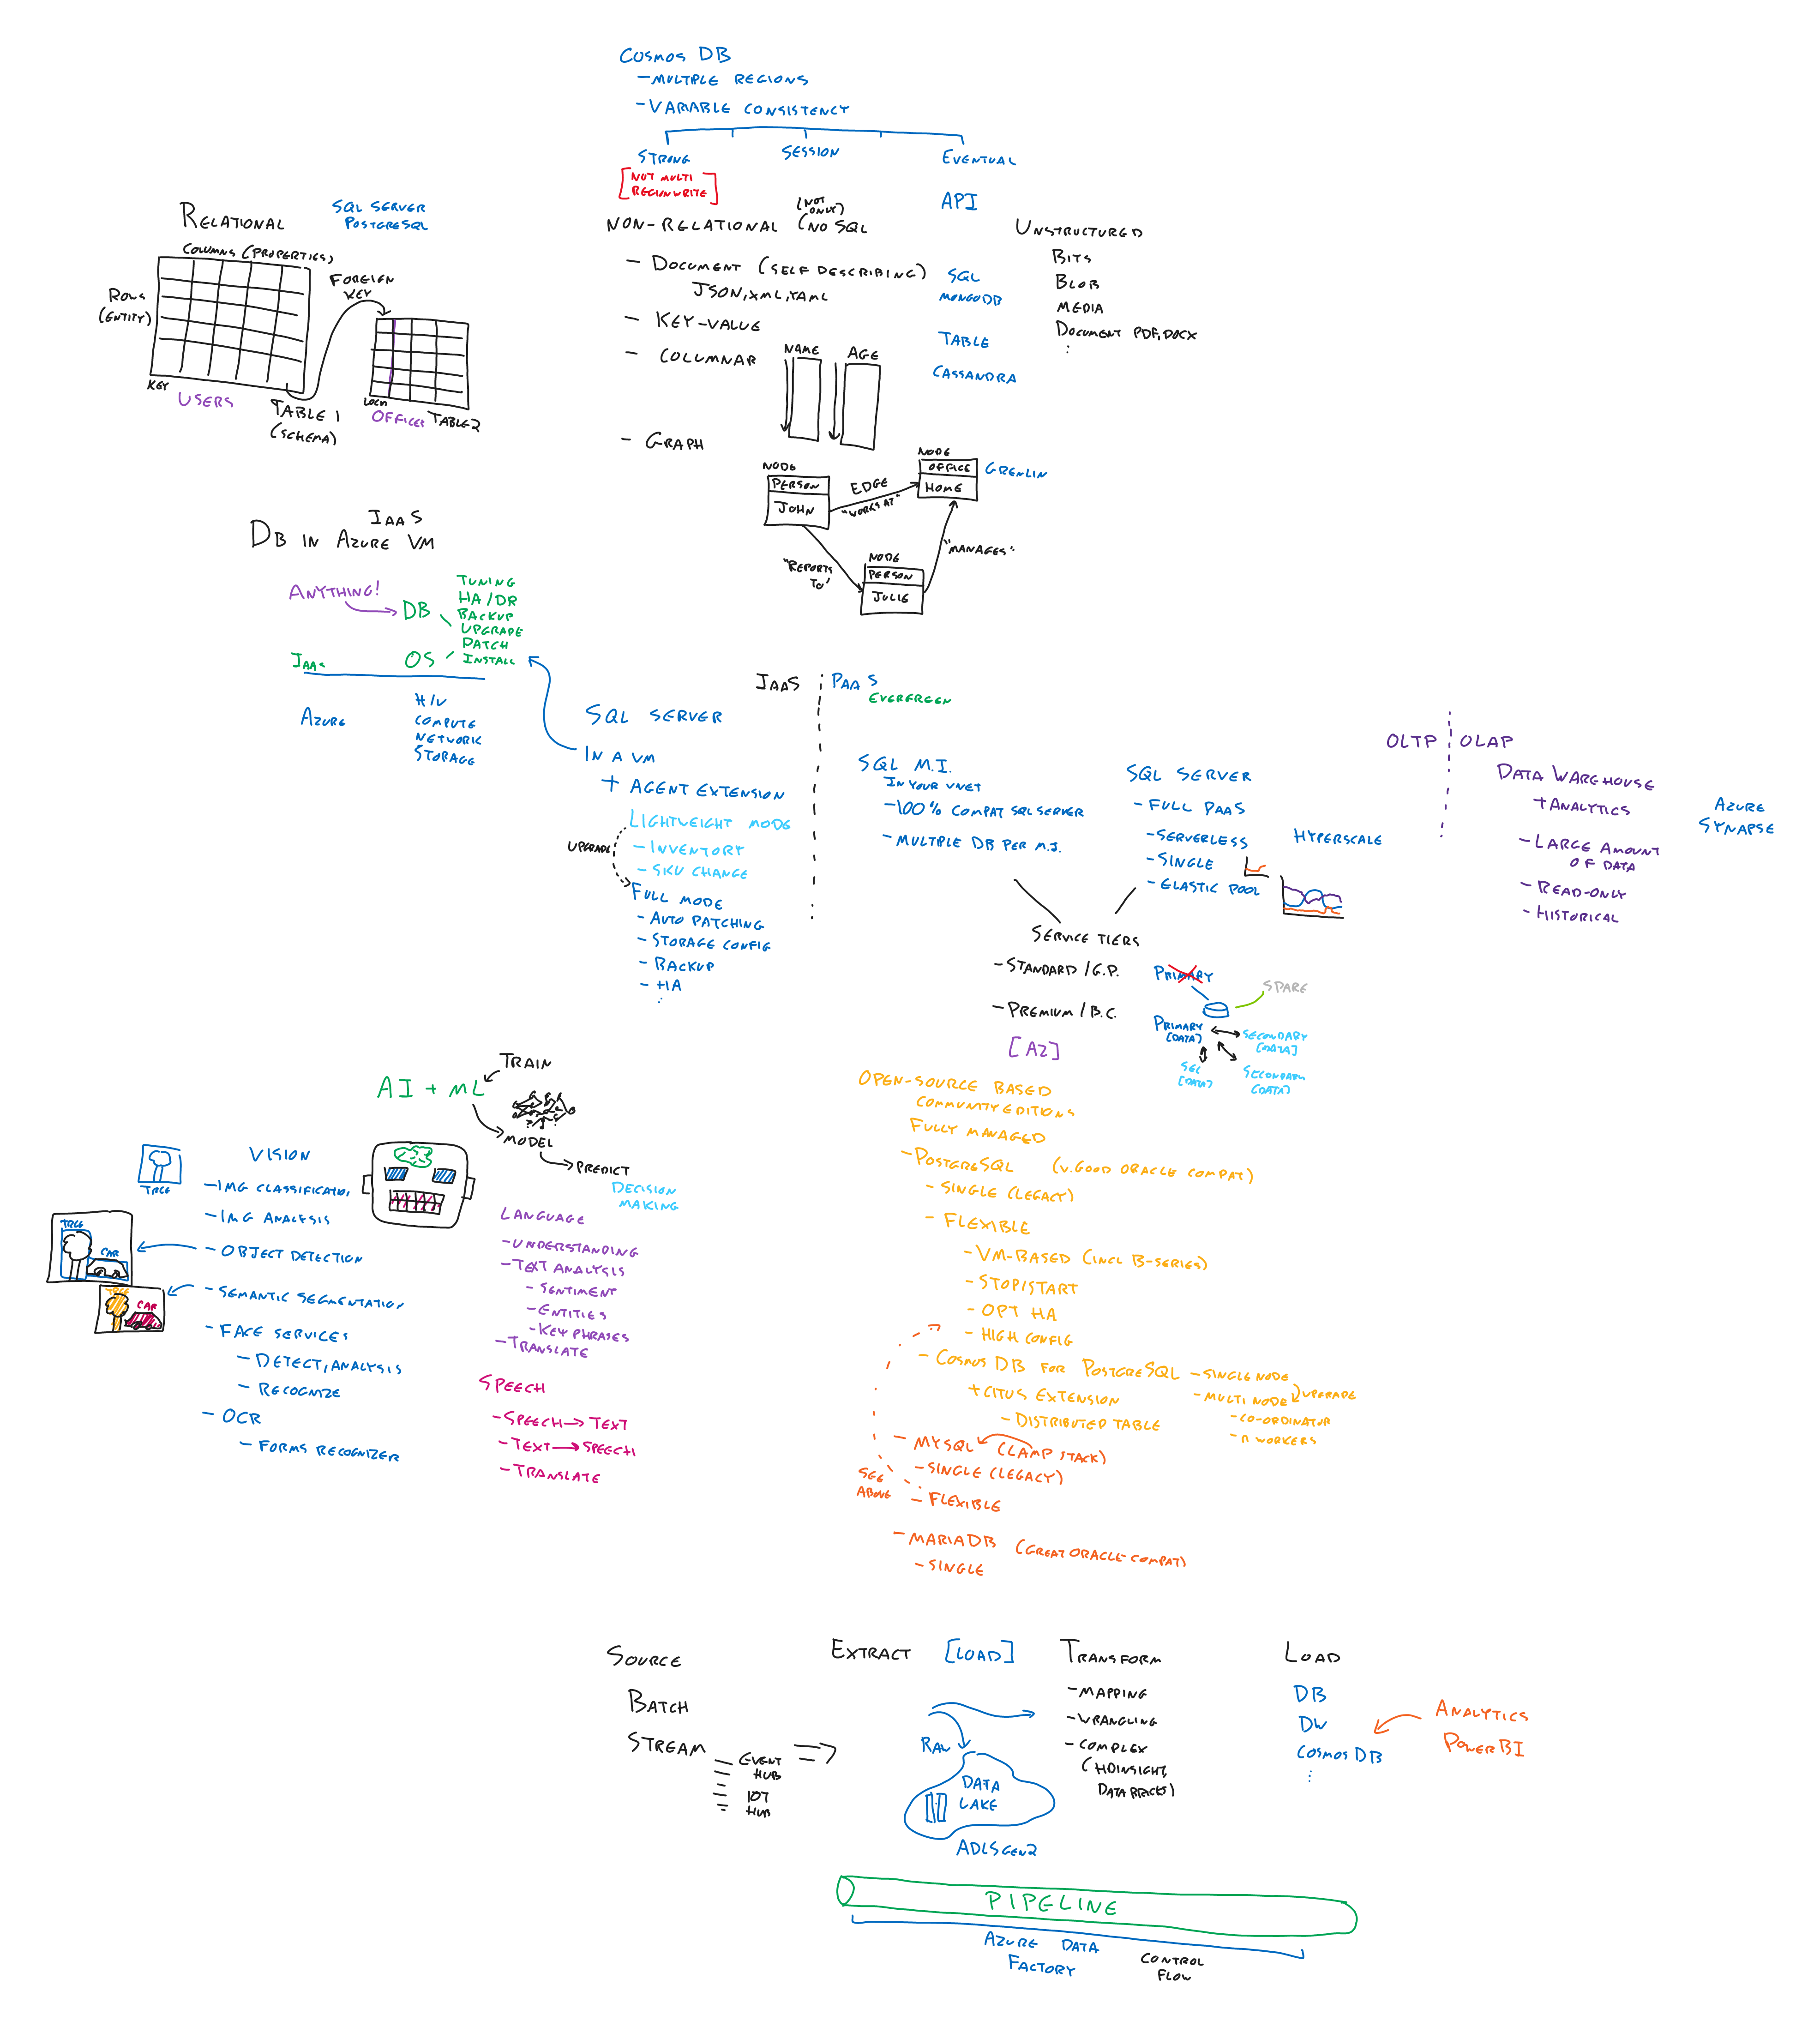 COSMOS DB
- MULTIPLE REGIONS
- VARIABLE CONSISTENCY
STRONG
SESSION
EVENTUAL
[NOT MULTI
REGION WRITE]
API
RELATIONAL
SQL SERVER
POSTGRESQL
COLUMNS (PROPERTIES)
ROWS
(ENTITY)
FOREIGN
KEY
KEY
USERS
TABLE 1
(SCHEMA)
OFFICES
TABLE 2
NON-RELATIONAL
(NOT
ONLY)
(NO SQL
- DOCUMENT (SELF DESCRIBING)
JSON, XML, YAML
SQL
MONGODB
- KEY-VALUE
TABLE
- COLUMNAR
NAME
AGE
CASSANDRA
- GRAPH
NODE
PERSON
JOHN
EDGE
"WORKS AT"
NODE
OFFICE
HOME
GREMLIN
"REPORTS
TO"
NODE
PERSON
JULIE
"MANAGES"
UNSTRUCTURED
BITS
BLOB
MEDIA
DOCUMENT PDF, DOCX
IAAS
DB IN AZURE VM
ANYTHING!
DB
TUNING
HA/DR
BACKUP
UPGRADE
PATCH
INSTALL
IAAS
OS
AZURE
H/V
COMPUTE
NETWORK
STORAGE
IAAS
PAAS
EVERGREEN
SQL SERVER
IN A VM
+ AGENT EXTENSION
LIGHTWEIGHT MODE
- INVENTORY
- SKU CHANGE
UPGRADE
FULL MODE
- AUTO PATCHING
- STORAGE CONFIG
- BACKUP
- HA
SQL M.I.
IN YOUR VNET
- 100% COMPAT SQL SERVER
- MULTIPLE DB PER M.I.
SQL SERVER
- FULL PAAS
- SERVERLESS
- SINGLE
- ELASTIC POOL
HYPERSCALE
SERVICE TIERS
- STANDARD / G.P.
- PREMIUM / B.C.
[AZ]
PRIMARY
SPARE
PRIMARY
[DATA]
SECONDARY
[DATA]
SEC
[DATA]
SECONDARY
[DATA]
OLTP
OLAP
DATA WAREHOUSE
+ ANALYTICS
- LARGE AMOUNT
OF DATA
- READ-ONLY
- HISTORICAL
AZURE
SYNAPSE
OPEN-SOURCE BASED
COMMUNITY EDITIONS
FULLY MANAGED
- POSTGRESQL (V.GOOD ORACLE COMPAT)
- SINGLE (LEGACY)
- FLEXIBLE
- VM-BASED (INCL B-SERIES)
- STOP/START
- OPT HA
- HIGH CONFIG
- COSMOS DB FOR POSTGRESQL
+ CITUS EXTENSION
- DISTRIBUTED TABLE
- SINGLE NODE
- MULTI NODE
UPGRADE
- CO-ORDINATOR
- N WORKERS
- MYSQL (LAMP STACK)
- SINGLE (LEGACY)
- FLEXIBLE
SEE
ABOVE
- MARIADB (GREAT ORACLE COMPAT)
- SINGLE
AI + ML
TRAIN
MODEL
PREDICT
DECISION
MAKING
VISION
TREE
- IMG CLASSIFICATION
- IMG ANALYSIS
- OBJECT DETECTION
TREE
CAR
- SEMANTIC SEGMENTATION
TREE
CAR
- FACE SERVICES
- DETECT, ANALYSIS
- RECOGNIZE
- OCR
- FORMS RECOGNIZER
LANGUAGE
- UNDERSTANDING
- TEXT ANALYSIS
- SENTIMENT
- ENTITIES
- KEY PHRASES
- TRANSLATE
SPEECH
- SPEECH → TEXT
- TEXT → SPEECH
- TRANSLATE
SOURCE
BATCH
STREAM
EVENT
HUB
IOT
HUB
EXTRACT
[LOAD]
RAW
DATA
LAKE
ADLS GEN2
TRANSFORM
- MAPPING
- WRANGLING
- COMPLEX
(HDINSIGHT,
DATABRICKS)
LOAD
DB
DW
COSMOS DB
ANALYTICS
POWER BI
PIPELINE
AZURE DATA
FACTORY
CONTROL
FLOW